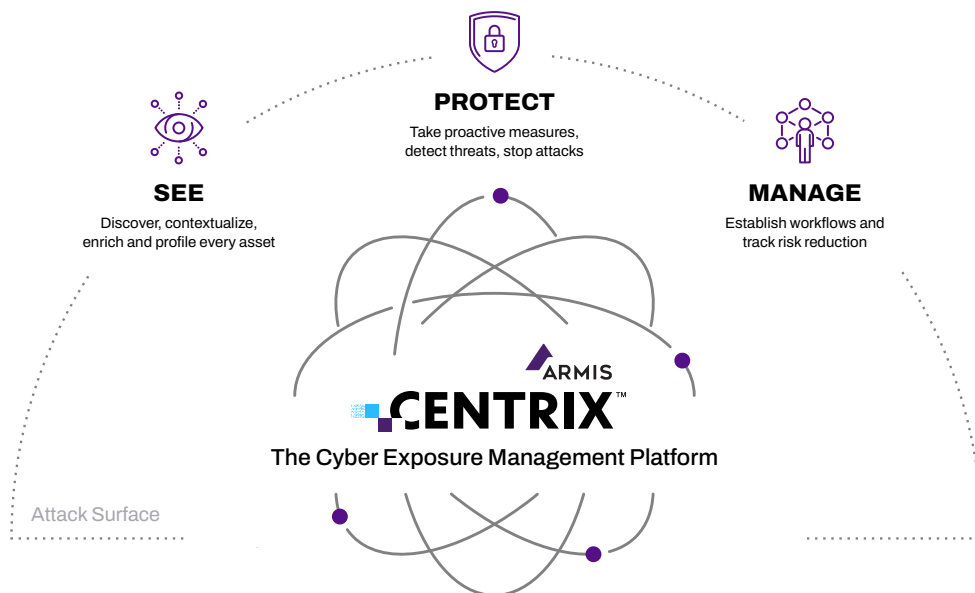 PROTECT
Take proactive measures,
detect threats, stop attacks
SEE
Discover, contextualize,
enrich and profile every asset
MANAGE
Establish workflows and
track risk reduction
ARMIS
CENTRIX™
The Cyber Exposure Management Platform
Attack Surface